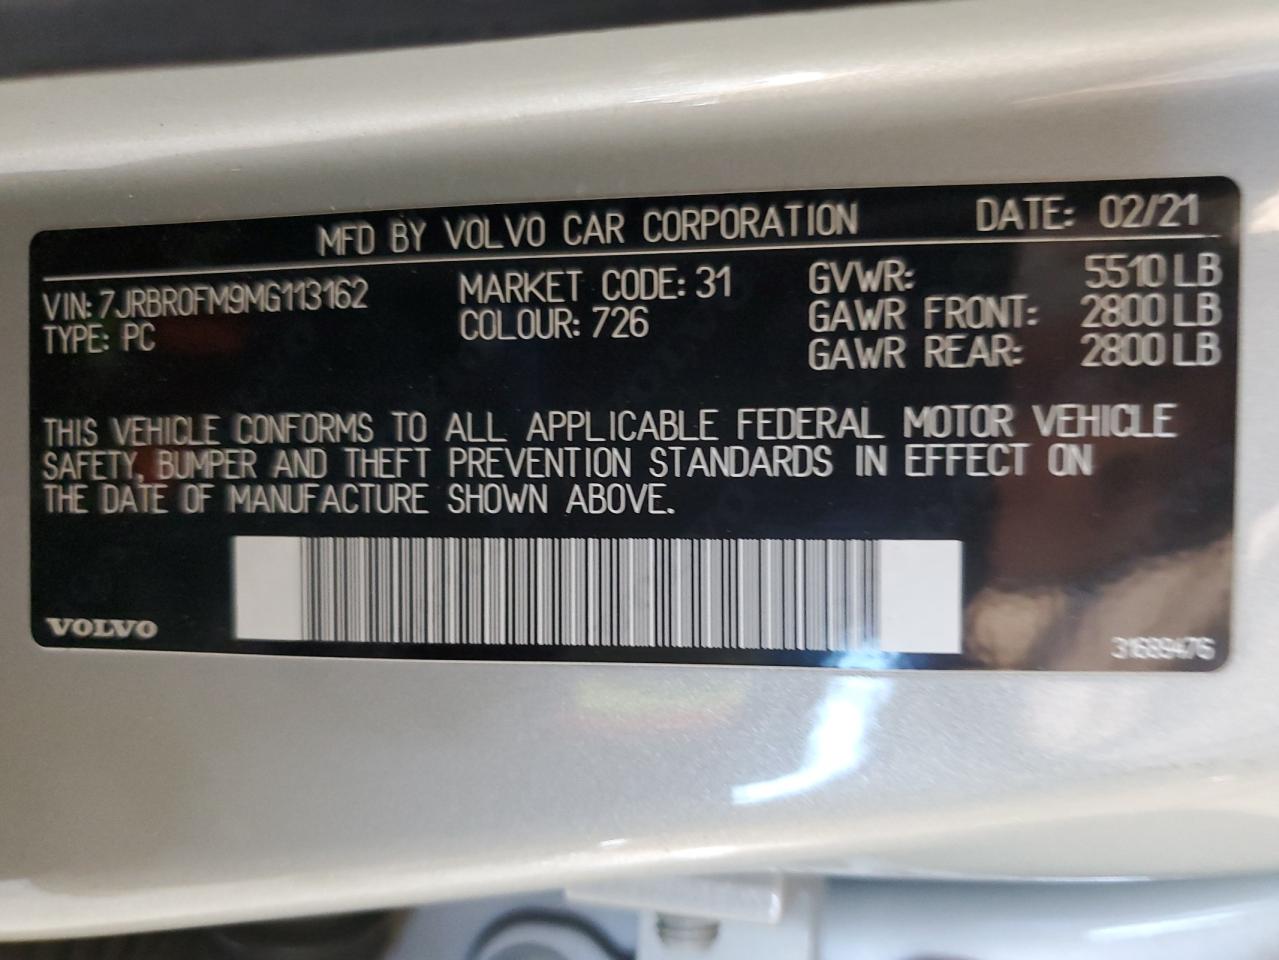 MFD BY VOLVO CAR CORPORATION DATE: 02/21
VIN: 7JRBR0FM9MG113162 MARKET CODE: 31 GVWR: 5510 LB
TYPE: PC COLOUR: 726 GAWR FRONT: 2800 LB
GAWR REAR: 2800 LB
THIS VEHICLE CONFORMS TO ALL APPLICABLE FEDERAL MOTOR VEHICLE
SAFETY, BUMPER AND THEFT PREVENTION STANDARDS IN EFFECT ON
THE DATE OF MANUFACTURE SHOWN ABOVE.
VOLVO
31689476